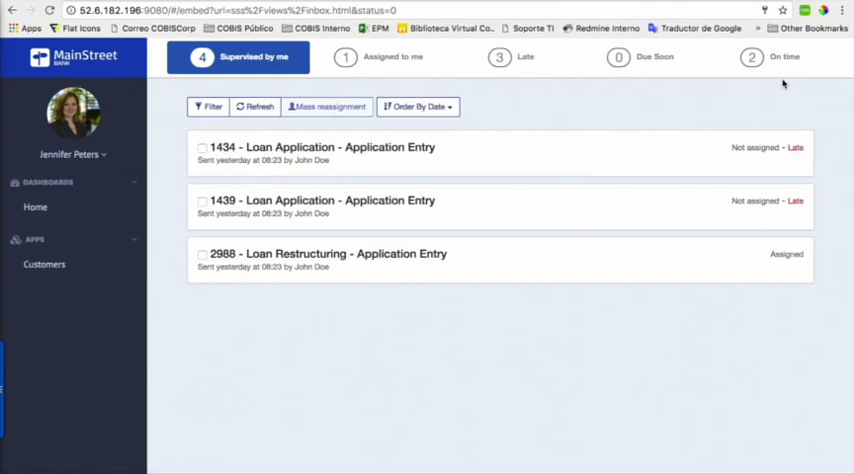 52.6.182.196:9080/#/embed?url=sss%2Fviews%2Finbox.html&status=0
Apps Flat Icons Correo COBISCorp COBIS Público COBIS Interno EPM Biblioteca Virtual Co... Soporte TI Redmine Interno Traductor de Google » Other Bookmarks
MainStreet
BANK
4 Supervised by me
1 Assigned to me
3 Late
0 Due Soon
2 On time
Jennifer Peters
DASHBOARDS
Home
APPS
Customers
Filter Refresh Mass reassignment Order By Date
1434 - Loan Application - Application Entry
Not assigned - Late
Sent yesterday at 08:23 by John Doe
1439 - Loan Application - Application Entry
Not assigned - Late
Sent yesterday at 08:23 by John Doe
2988 - Loan Restructuring - Application Entry
Assigned
Sent yesterday at 08:23 by John Doe